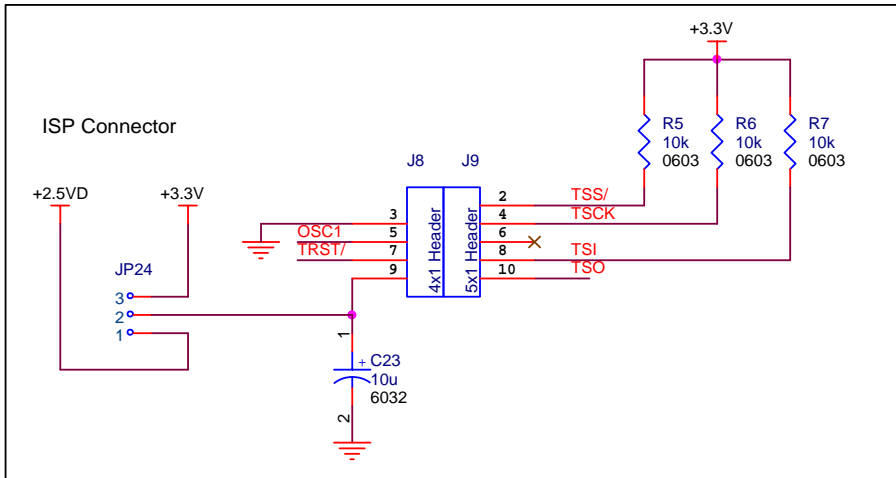 +3.3V
ISP Connector
R5
10k
0603
R6
10k
0603
R7
10k
0603
J8
J9
+2.5VD
+3.3V
2
TSS/
3
4
TSCK
OSC1
5
6
TRST/
7
8
TSI
9
10
TSO
4x1 Header
5x1 Header
JP24
3
2
1
1
+
C23
10u
6032
2